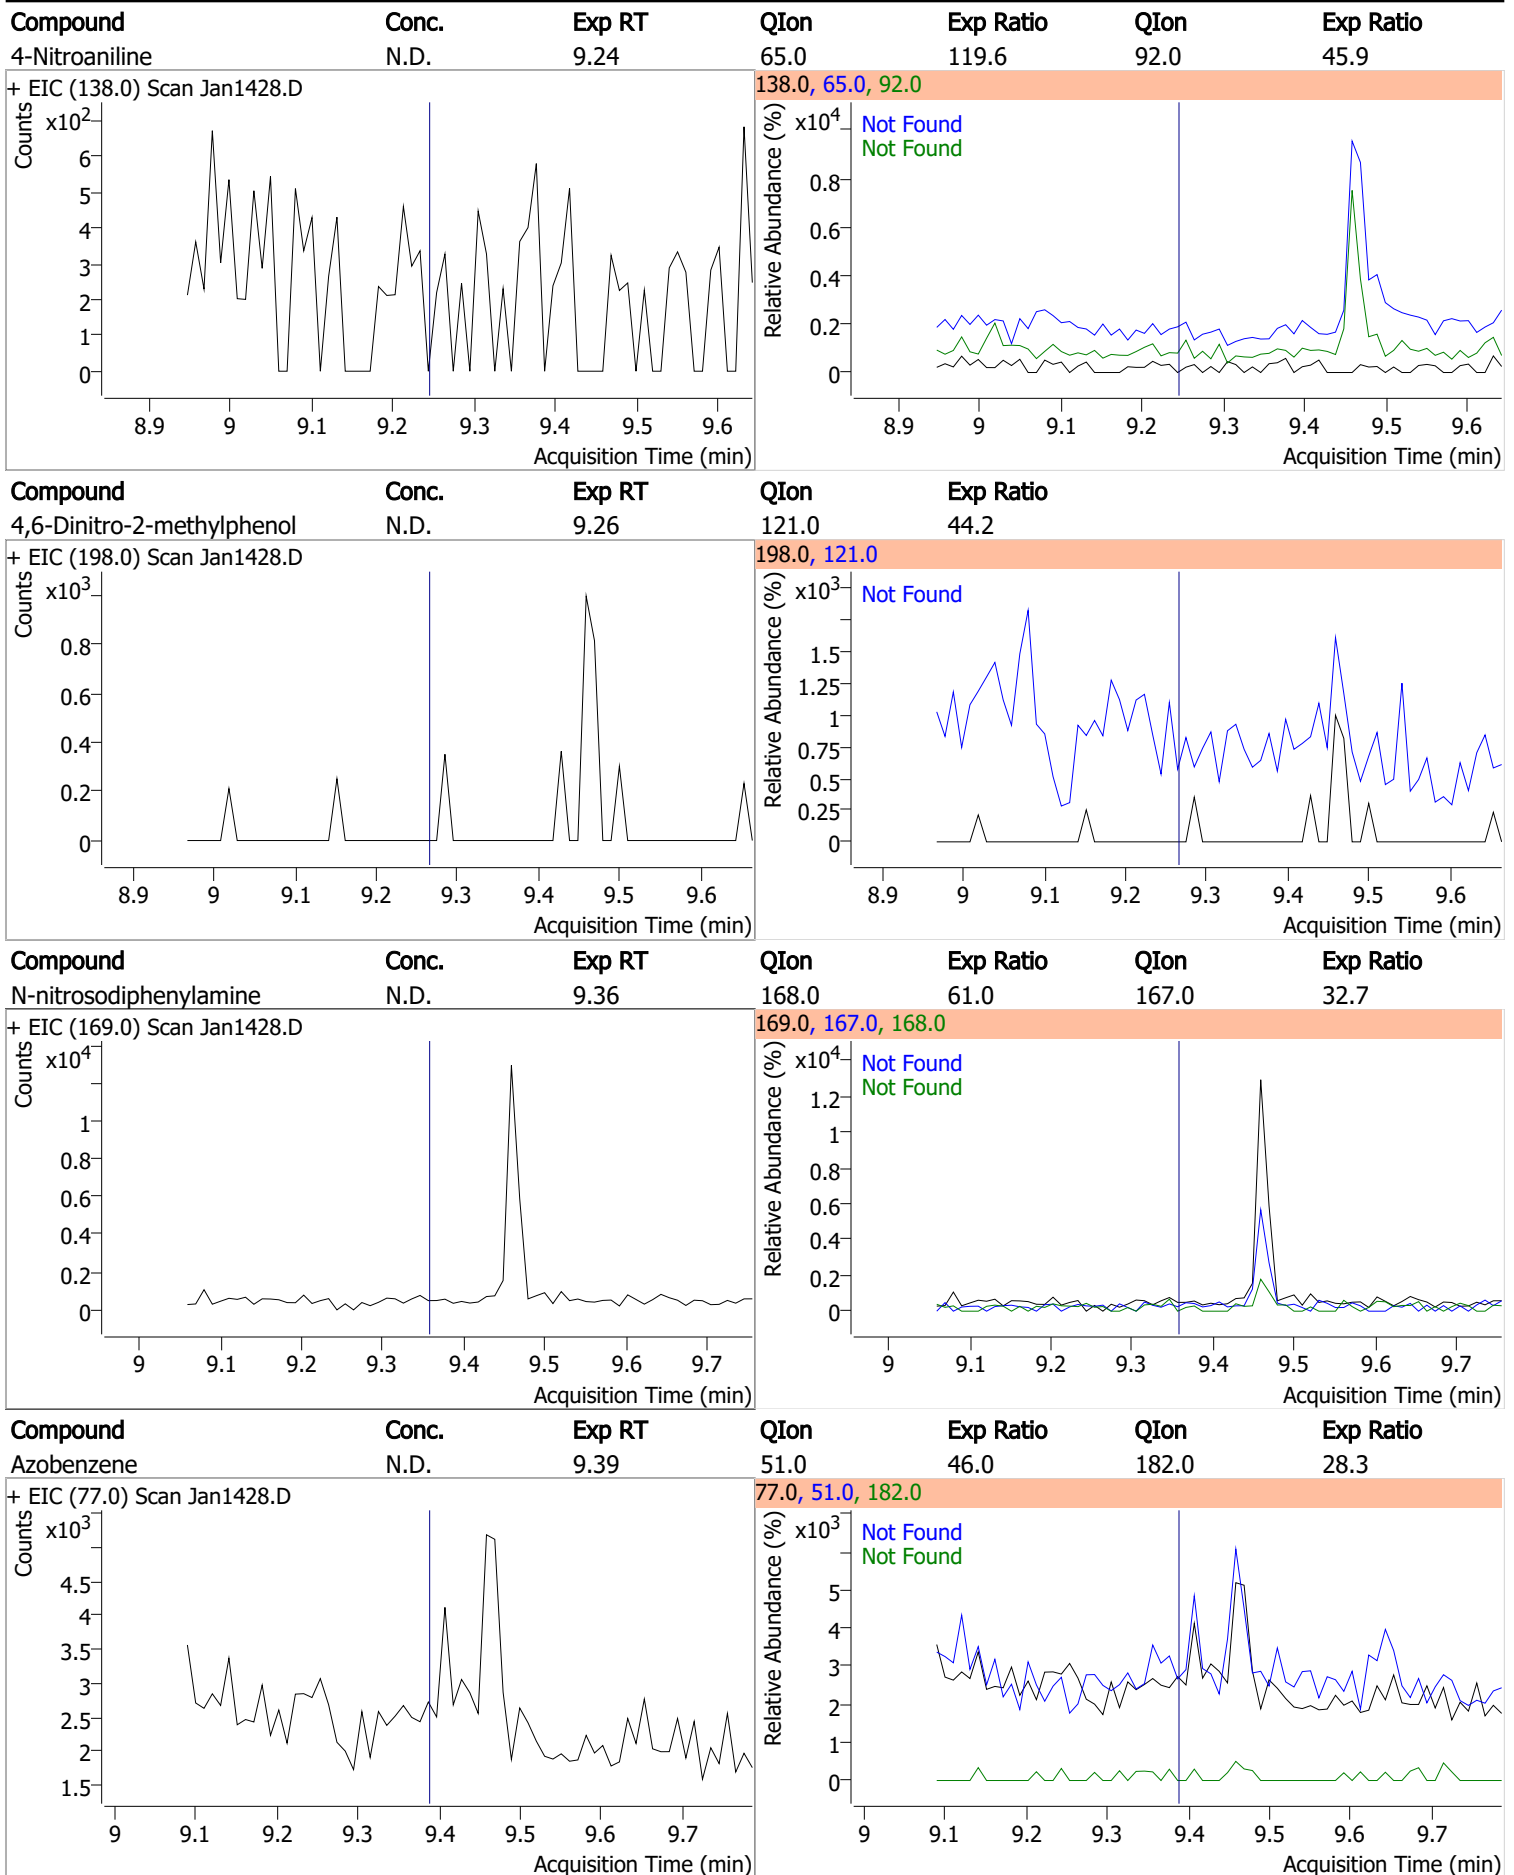 Compound Conc. Exp RT QIon Exp Ratio QIon Exp Ratio
4-Nitroaniline N.D. 9.24 65.0 119.6 92.0 45.9
+ EIC (138.0) Scan Jan1428.D
Counts
x10²
6
5
4
3
2
1
0
8.9 9 9.1 9.2 9.3 9.4 9.5 9.6
Acquisition Time (min)
138.0, 65.0, 92.0
Relative Abundance (%)
x10⁴
Not Found
Not Found
0.8
0.6
0.4
0.2
0
8.9 9 9.1 9.2 9.3 9.4 9.5 9.6
Acquisition Time (min)
Compound Conc. Exp RT QIon Exp Ratio
4,6-Dinitro-2-methylphenol N.D. 9.26 121.0 44.2
+ EIC (198.0) Scan Jan1428.D
Counts
x10³
0.8
0.6
0.4
0.2
0
8.9 9 9.1 9.2 9.3 9.4 9.5 9.6
Acquisition Time (min)
198.0, 121.0
Relative Abundance (%)
x10³
Not Found
1.5
1.25
1
0.75
0.5
0.25
0
8.9 9 9.1 9.2 9.3 9.4 9.5 9.6
Acquisition Time (min)
Compound Conc. Exp RT QIon Exp Ratio QIon Exp Ratio
N-nitrosodiphenylamine N.D. 9.36 168.0 61.0 167.0 32.7
+ EIC (169.0) Scan Jan1428.D
Counts
x10⁴
1
0.8
0.6
0.4
0.2
0
9 9.1 9.2 9.3 9.4 9.5 9.6 9.7
Acquisition Time (min)
169.0, 167.0, 168.0
Relative Abundance (%)
x10⁴
Not Found
Not Found
1.2
1
0.8
0.6
0.4
0.2
0
9 9.1 9.2 9.3 9.4 9.5 9.6 9.7
Acquisition Time (min)
Compound Conc. Exp RT QIon Exp Ratio QIon Exp Ratio
Azobenzene N.D. 9.39 51.0 46.0 182.0 28.3
+ EIC (77.0) Scan Jan1428.D
Counts
x10³
4.5
4
3.5
3
2.5
2
1.5
9 9.1 9.2 9.3 9.4 9.5 9.6 9.7
Acquisition Time (min)
77.0, 51.0, 182.0
Relative Abundance (%)
x10³
Not Found
Not Found
5
4
3
2
1
0
9 9.1 9.2 9.3 9.4 9.5 9.6 9.7
Acquisition Time (min)